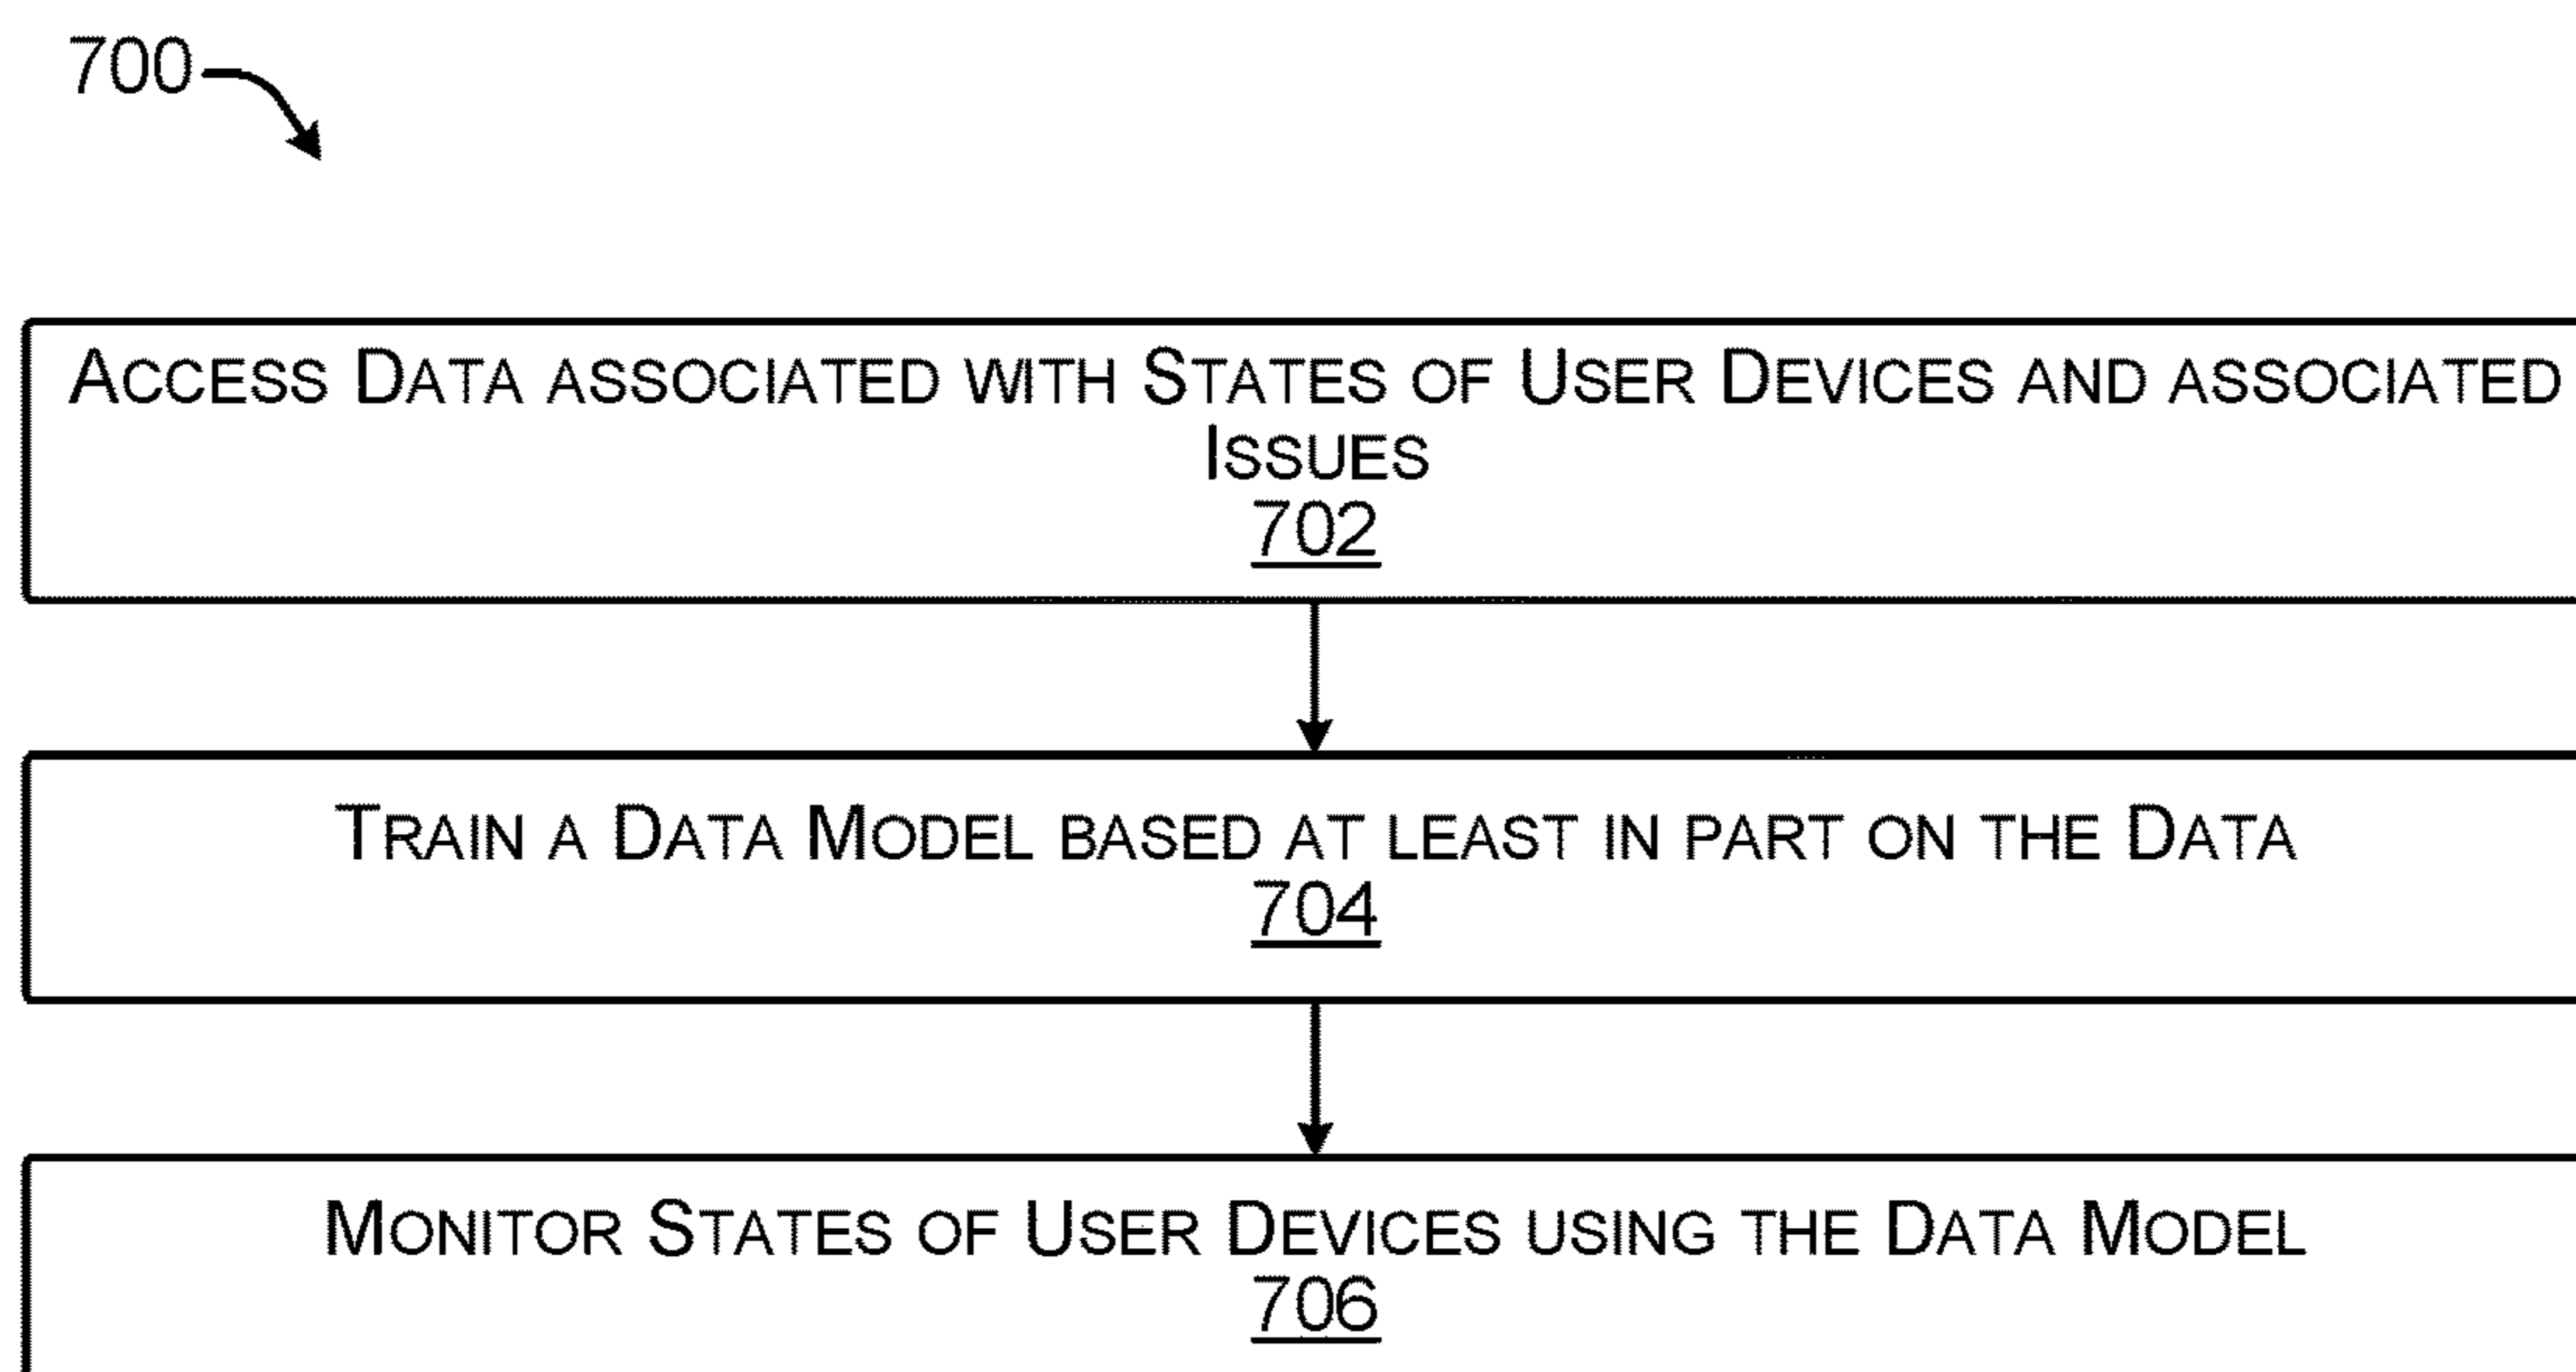 700
ACCESS DATA ASSOCIATED WITH STATES OF USER DEVICES AND ASSOCIATED
ISSUES
702
TRAIN A DATA MODEL BASED AT LEAST IN PART ON THE DATA
704
MONITOR STATES OF USER DEVICES USING THE DATA MODEL
706